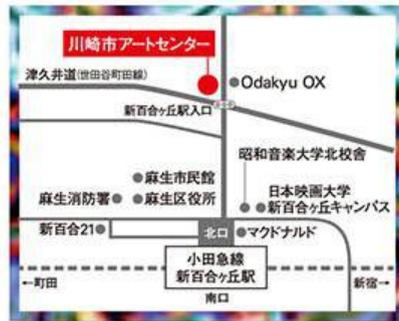 川崎市アートセンター
津久井道(世田谷町田線)
Odakyu OX
新百合ヶ丘駅入口
昭和音楽大学北校舎
麻生市民館
麻生消防署
麻生区役所
日本映画大学
新百合ヶ丘キャンパス
新百合21
北口
マクドナルド
小田急線
新百合ヶ丘駅
←町田
新宿→
南口